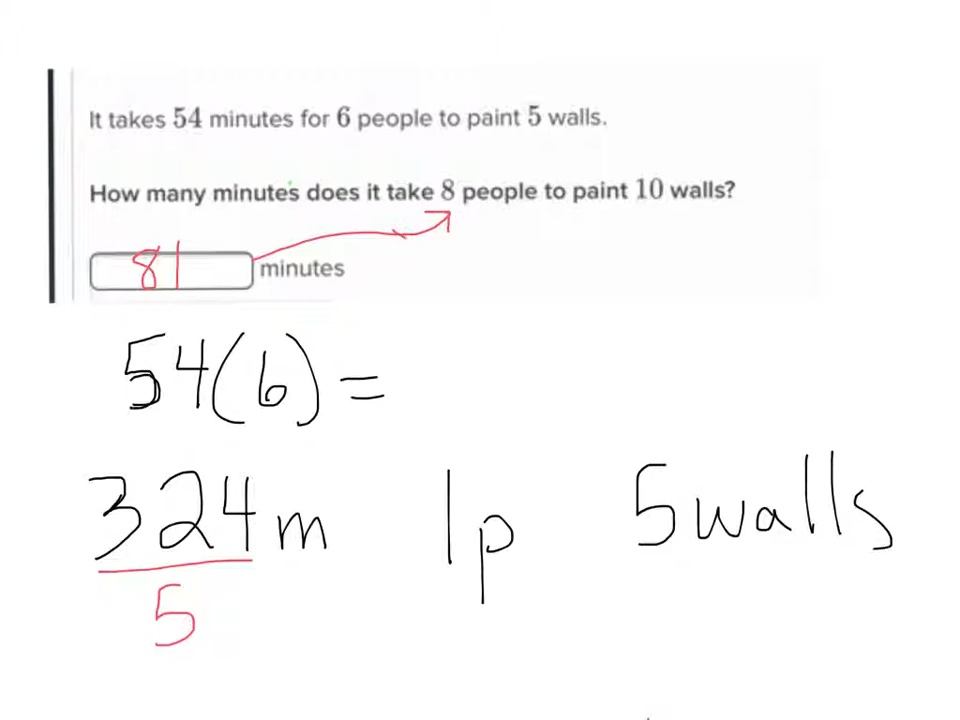 It takes 54 minutes for 6 people to paint 5 walls.
How many minutes does it take 8 people to paint 10 walls?
81 minutes
54(6)=
324m 1p 5walls
5